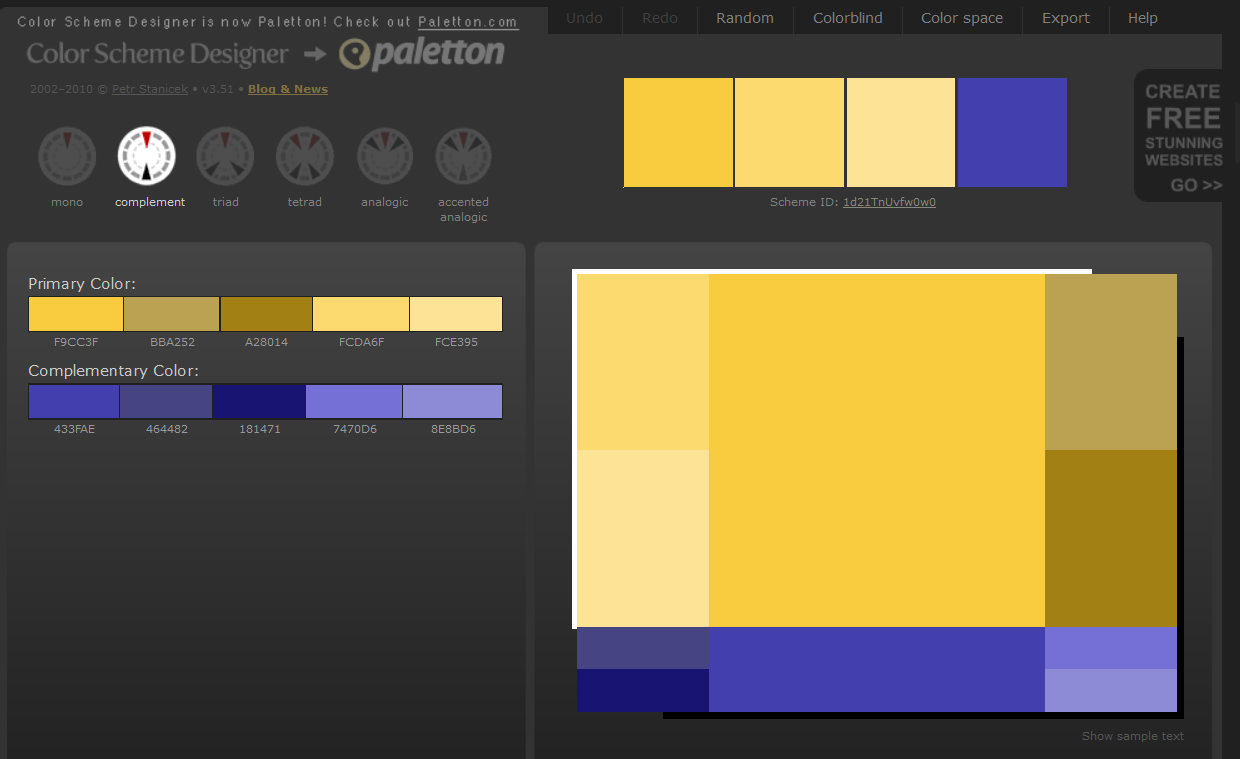 Color Scheme Designer is now Paletton! Check out Paletton.com
Undo Redo Random Colorblind Color space Export Help
Color Scheme Designer → paletton
2002–2010 © Petr Stanicek • v3.51 • Blog & News
CREATE
FREE
STUNNING
WEBSITES
GO >>
mono complement triad tetrad analogic accented
analogic
Scheme ID: 1d21TnUvfw0w0
Primary Color:
F9CC3F BBA252 A28014 FCDA6F FCE395
Complementary Color:
433FAE 464482 181471 7470D6 8E8BD6
Show sample text